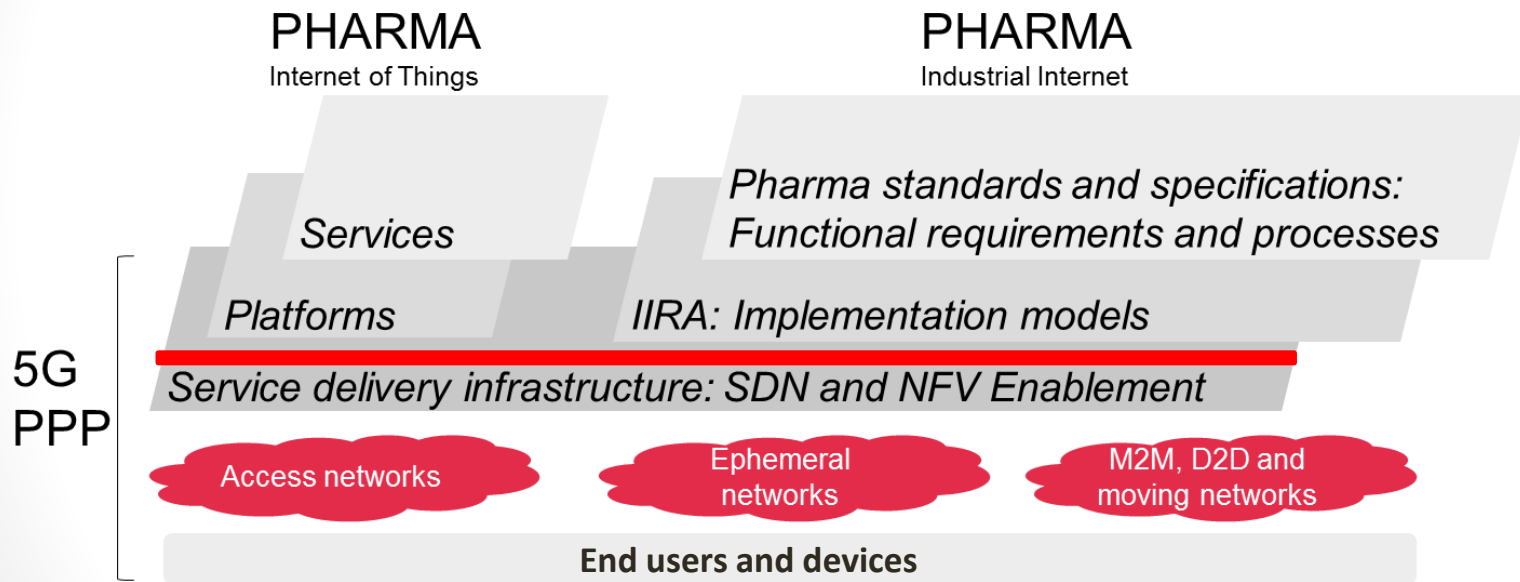 PHARMA
Internet of Things
PHARMA
Industrial Internet
Services
Pharma standards and specifications:
Functional requirements and processes
Platforms
IIRA: Implementation models
5G
PPP
Service delivery infrastructure: SDN and NFV Enablement
Access networks
Ephemeral
networks
M2M, D2D and
moving networks
End users and devices